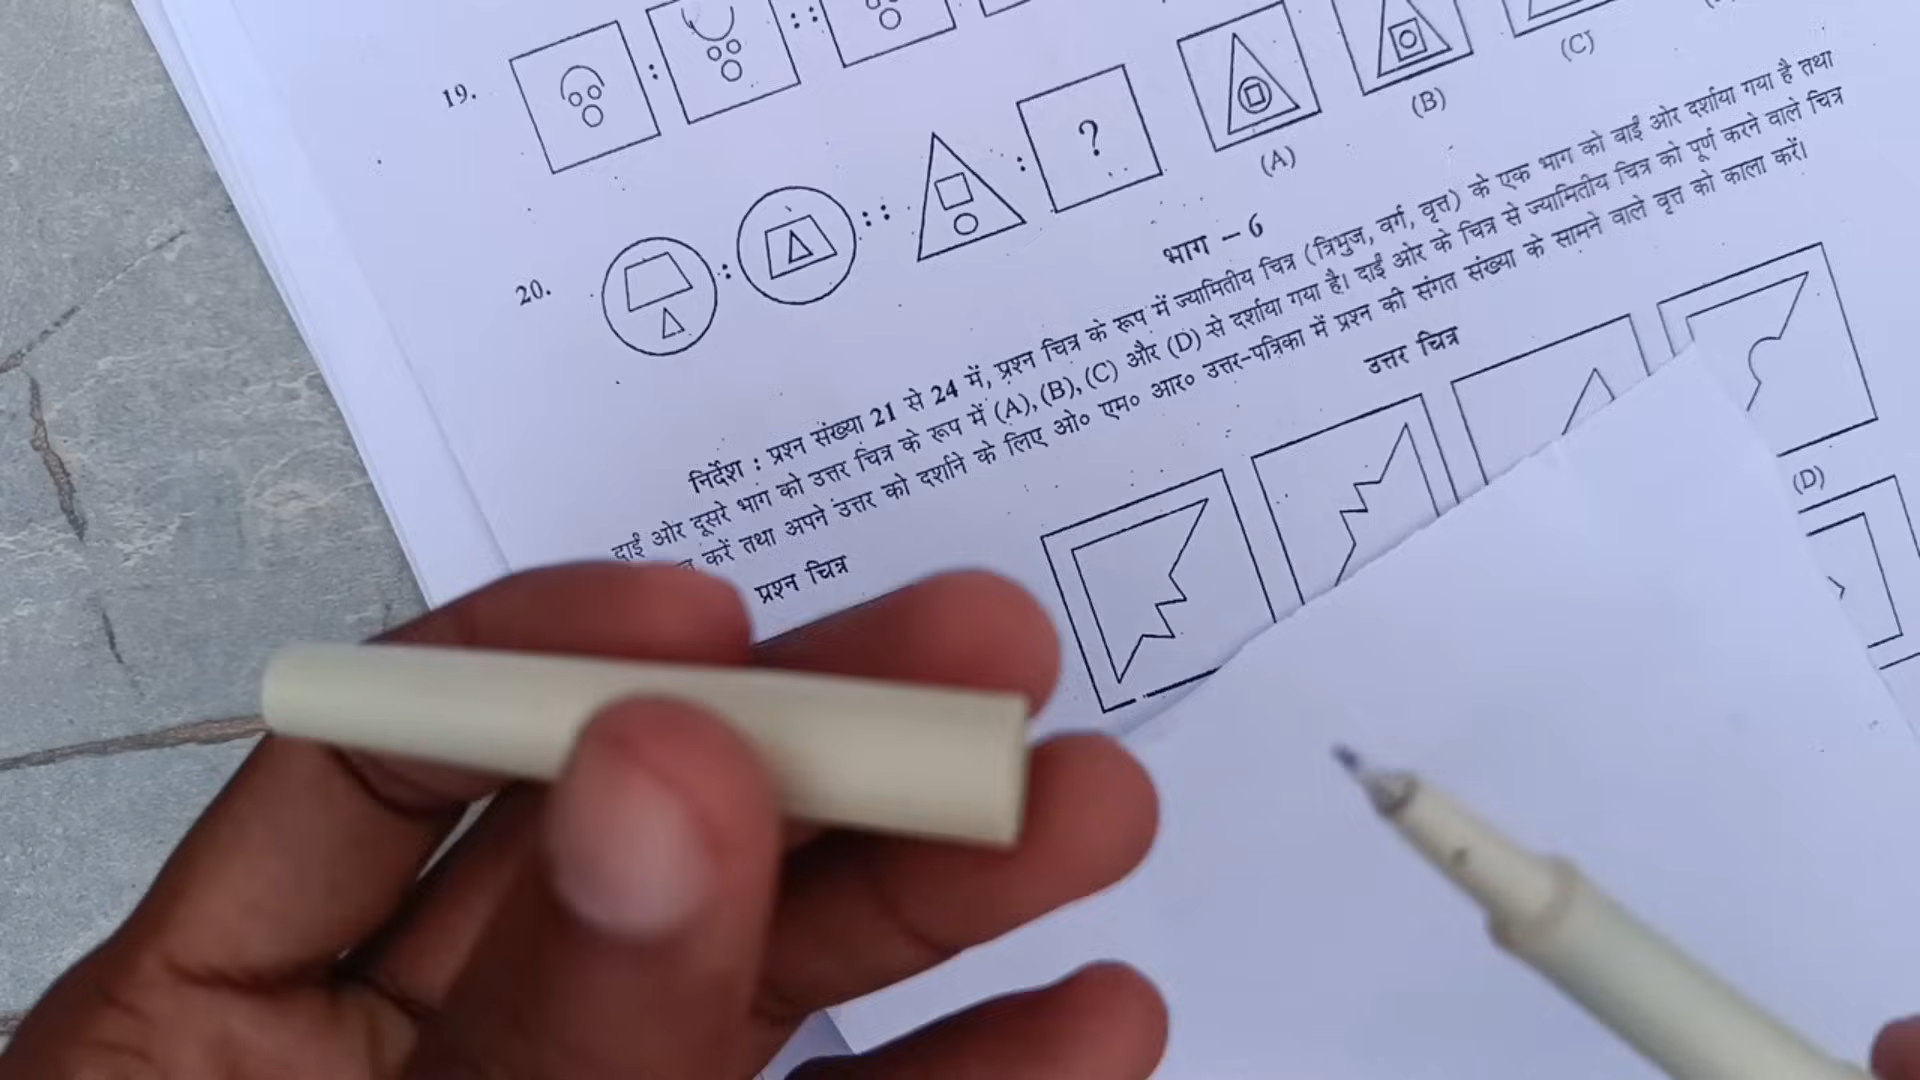 19.
: ::
20.
: :: : ?
(A)
(B)
(C)
भाग – 6
निर्देश : प्रश्न संख्या 21 से 24 में, प्रश्न चित्र के रूप में ज्यामितीय चित्र (त्रिभुज, वर्ग, वृत्त) के एक भाग को बाईं ओर दर्शाया गया है तथा
दाईं ओर दूसरे भाग को उत्तर चित्र के रूप में (A), (B), (C) और (D) से दर्शाया गया है। दाईं ओर के चित्र से ज्यामितीय चित्र को पूर्ण करने वाले चित्र
करें तथा अपने उत्तर को दर्शाने के लिए ओ० एम० आर० उत्तर-पत्रिका में प्रश्न की संगत संख्या के सामने वाले वृत्त को काला करें।
प्रश्न चित्र
उत्तर चित्र
(D)